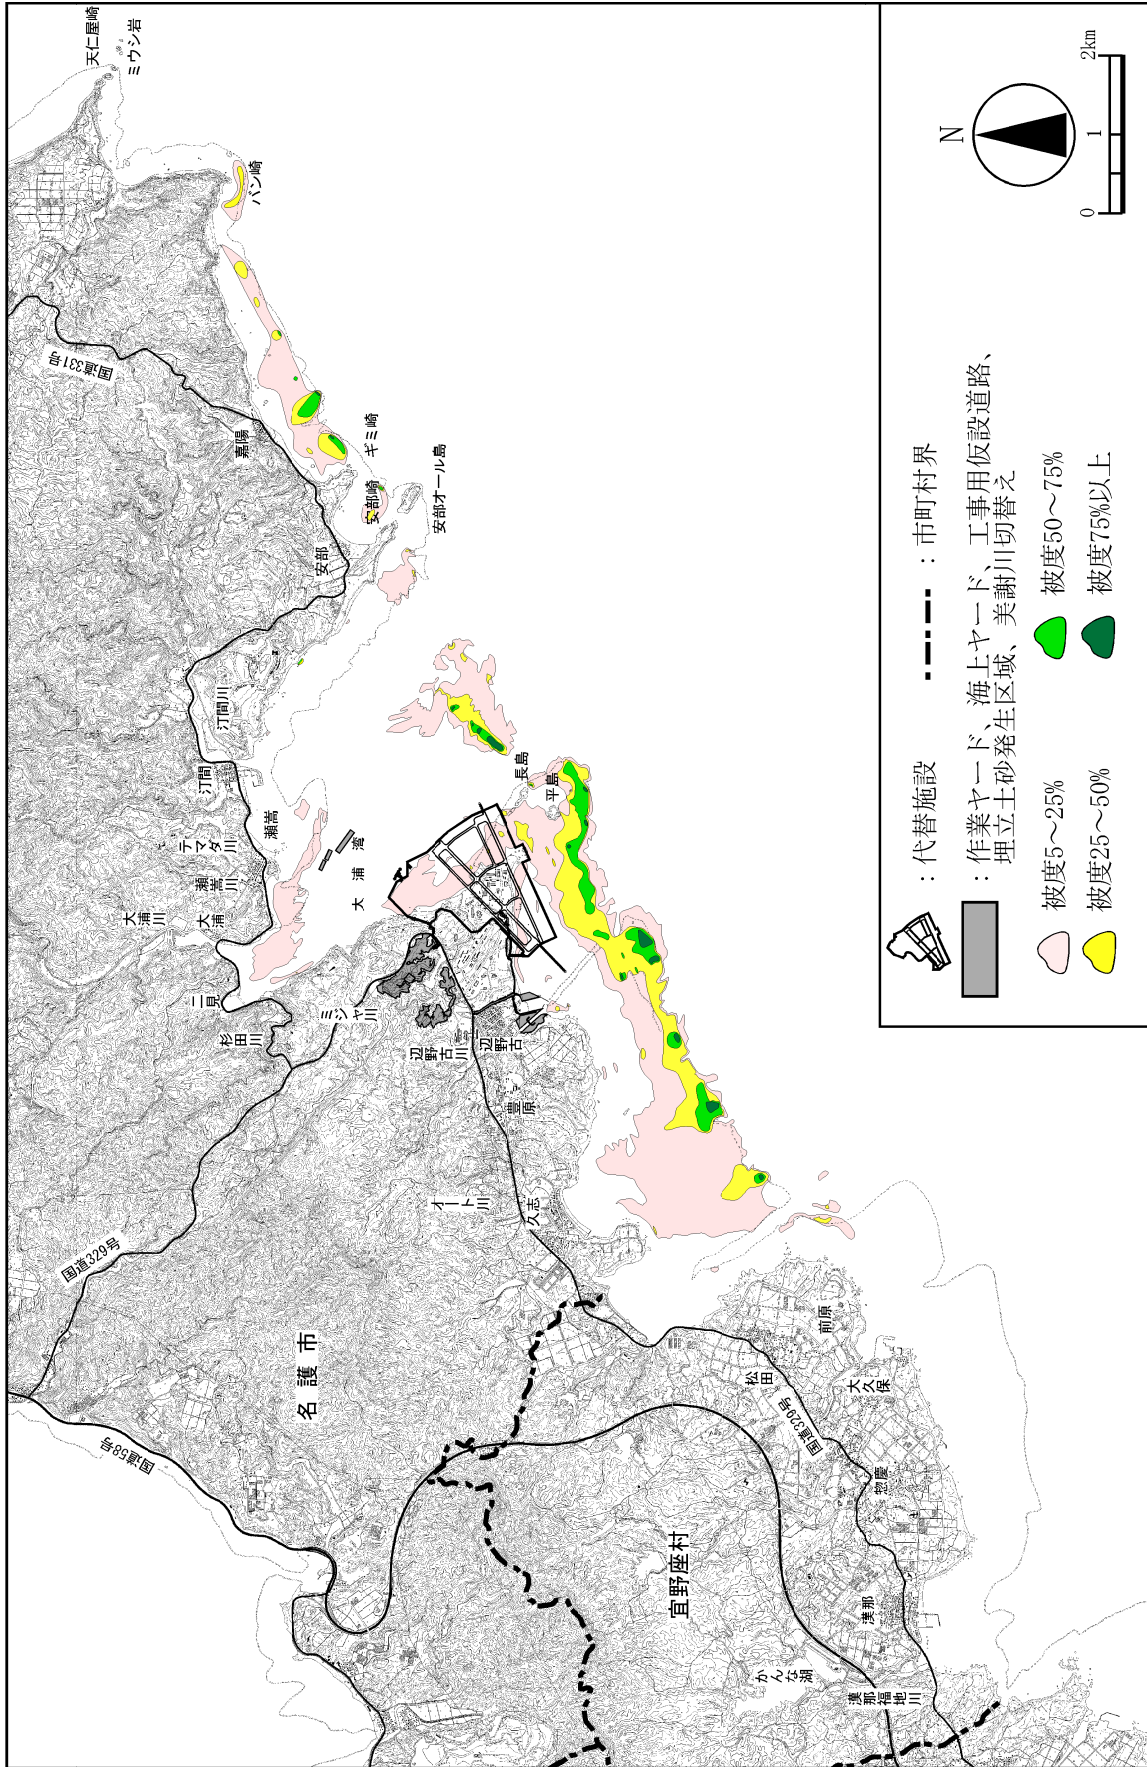 天仁屋崎
ミウシ岩
バン崎
国道331号
嘉陽
ギミ崎
安部崎
安部オール島
安部
汀間川
汀間
テマダ川
瀬嵩
瀬嵩川
大浦川
大浦
大浦湾
二見
杉田川
ミジャ川
長島
平島
辺野古川
辺野古
豊原
オート川
久志
国道329号
名護市
国道58号
宜野座村
松田
前原
大久保
国道329号
惣慶
漢那
かんな湖
漢那福地川
N
0 1 2km
：代替施設
：市町村界
：作業ヤード、海上ヤード、工事用仮設道路、
埋立土砂発生区域、美謝川切替え
被度5～25%
被度50～75%
被度25～50%
被度75%以上